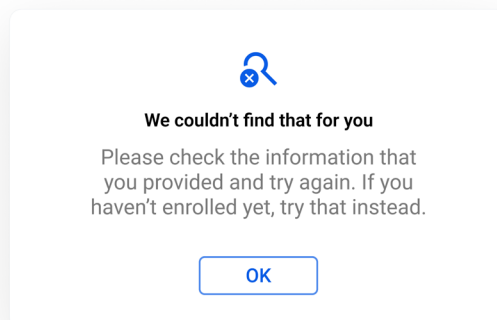 We couldn't find that for you
Please check the information that
you provided and try again. If you
haven't enrolled yet, try that instead.
OK